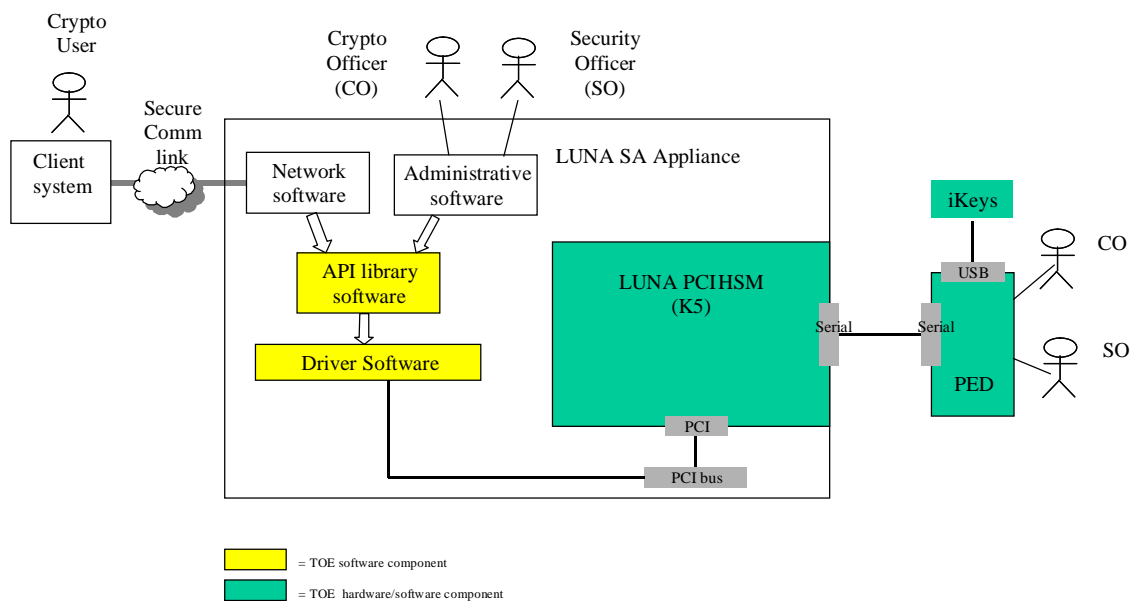 Crypto
User
Crypto
Officer
(CO)
Security
Officer
(SO)
Secure
Comm
link
Client
system
Network
software
Administrative
software
LUNA SA Appliance
API library
software
Driver Software
LUNA PCIHSM
(K5)
Serial
Serial
iKeys
USB
PED
CO
SO
PCI
PCI bus
= TOE software component
= TOE hardware/software component